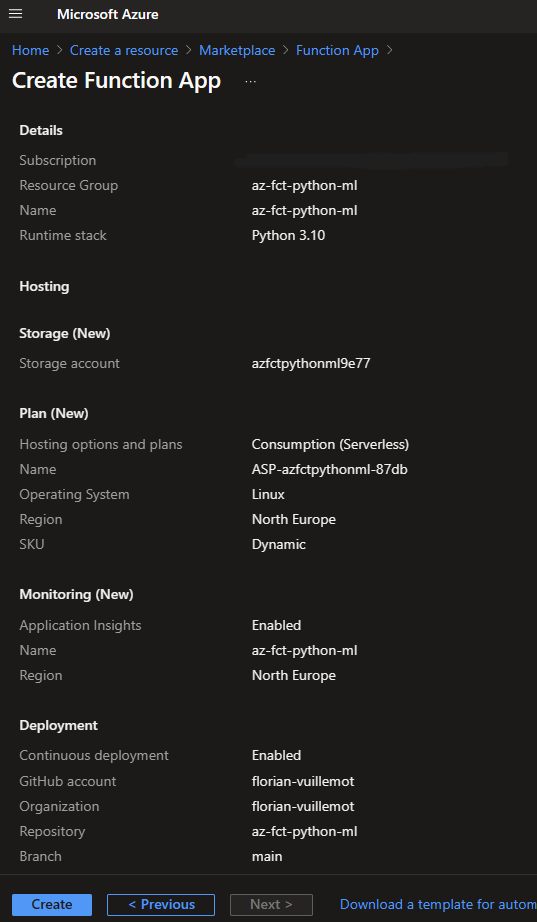 Microsoft Azure
Home > Create a resource > Marketplace > Function App >
Create Function App ...
Details
Subscription
Resource Group az-fct-python-ml
Name az-fct-python-ml
Runtime stack Python 3.10
Hosting
Storage (New)
Storage account azfctpythonml9e77
Plan (New)
Hosting options and plans Consumption (Serverless)
Name ASP-azfctpythonml-87db
Operating System Linux
Region North Europe
SKU Dynamic
Monitoring (New)
Application Insights Enabled
Name az-fct-python-ml
Region North Europe
Deployment
Continuous deployment Enabled
GitHub account florian-vuillemot
Organization florian-vuillemot
Repository az-fct-python-ml
Branch main
Create < Previous Next > Download a template for autom